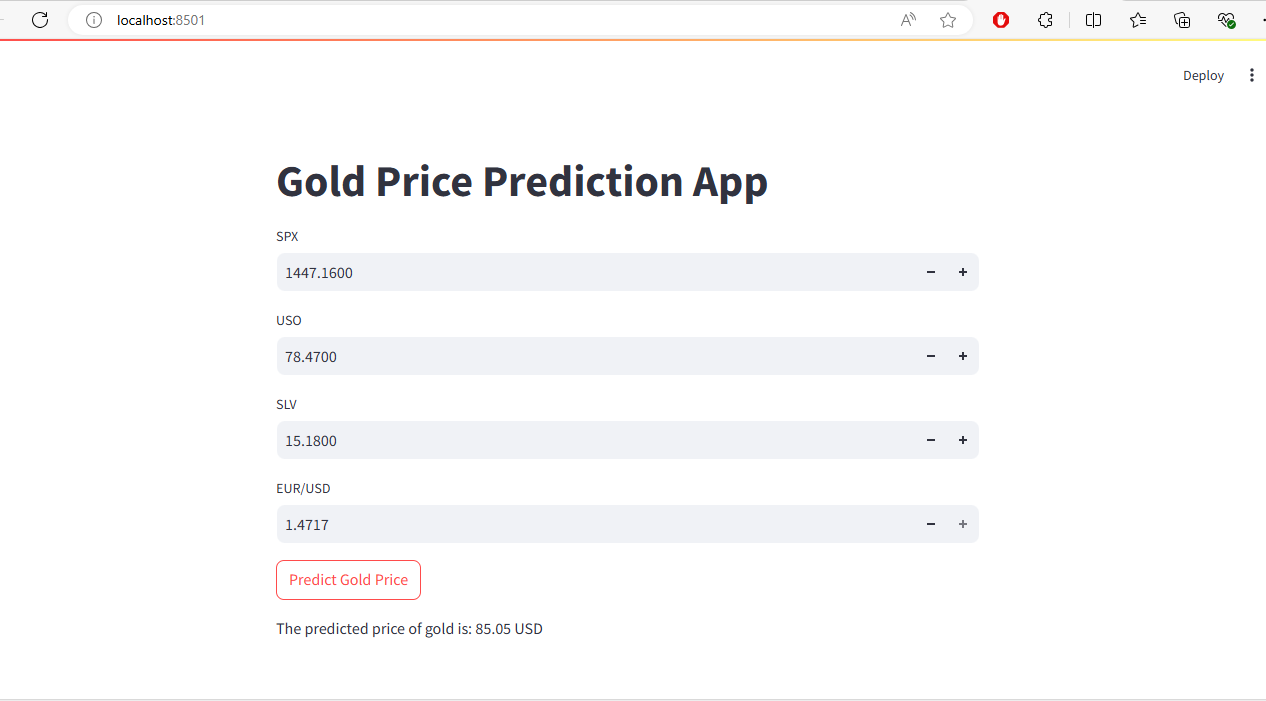 localhost:8501
Deploy
Gold Price Prediction App
SPX
1447.1600
USO
78.4700
SLV
15.1800
EUR/USD
1.4717
Predict Gold Price
The predicted price of gold is: 85.05 USD